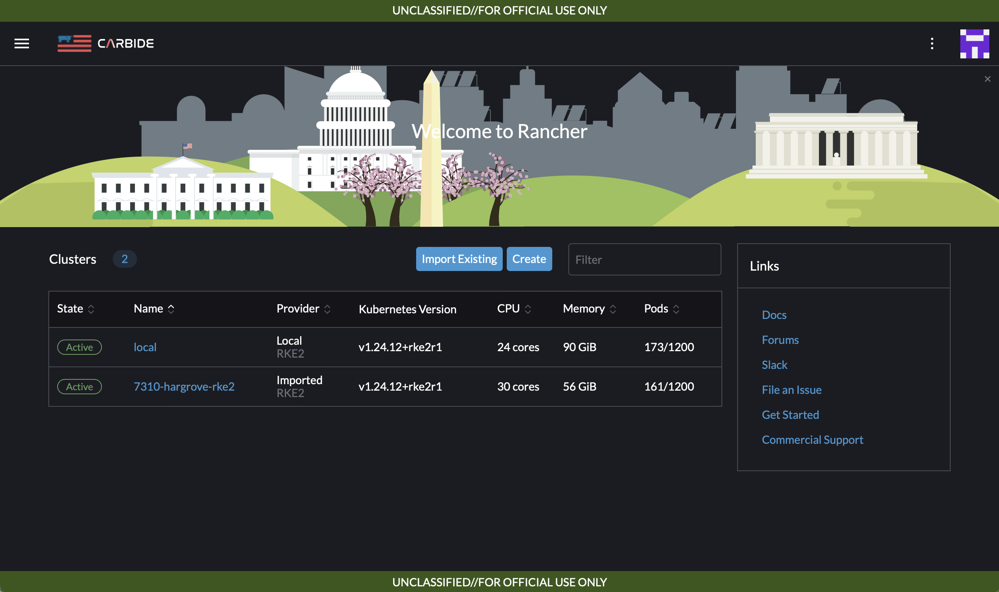 UNCLASSIFIED//FOR OFFICIAL USE ONLY
CARBIDE
Welcome to Rancher
Clusters 2 Import Existing Create Filter
State Name Provider Kubernetes Version CPU Memory Pods
Active local Local RKE2 v1.24.12+rke2r1 24 cores 90 GiB 173/1200
Active 7310-hargrove-rke2 Imported RKE2 v1.24.12+rke2r1 30 cores 56 GiB 161/1200
Links
Docs
Forums
Slack
File an Issue
Get Started
Commercial Support
UNCLASSIFIED//FOR OFFICIAL USE ONLY